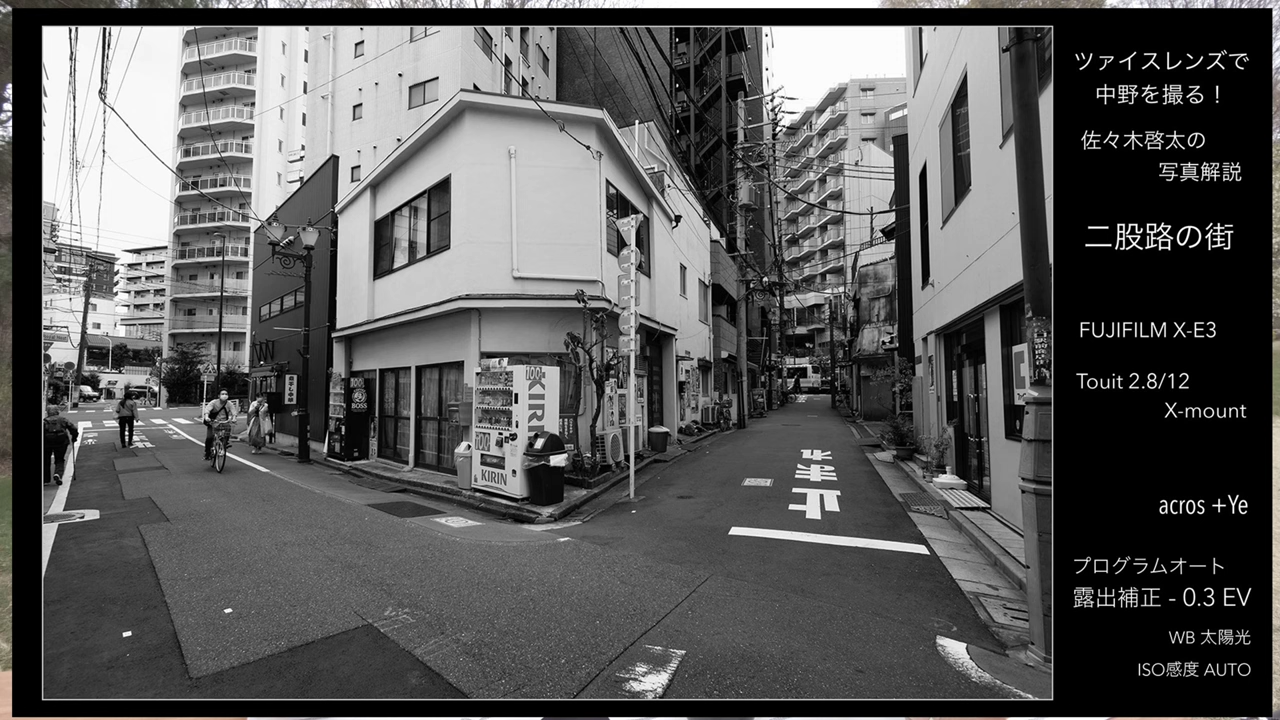 ツァイスレンズで
中野を撮る！
佐々木啓太の
写真解説
二股路の街
FUJIFILM X-E3
Touit 2.8/12
X-mount
acros +Ye
プログラムオート
露出補正 - 0.3 EV
WB 太陽光
ISO感度 AUTO
100
BOSS
100
KIRIN
100
KIRIN
止まれ